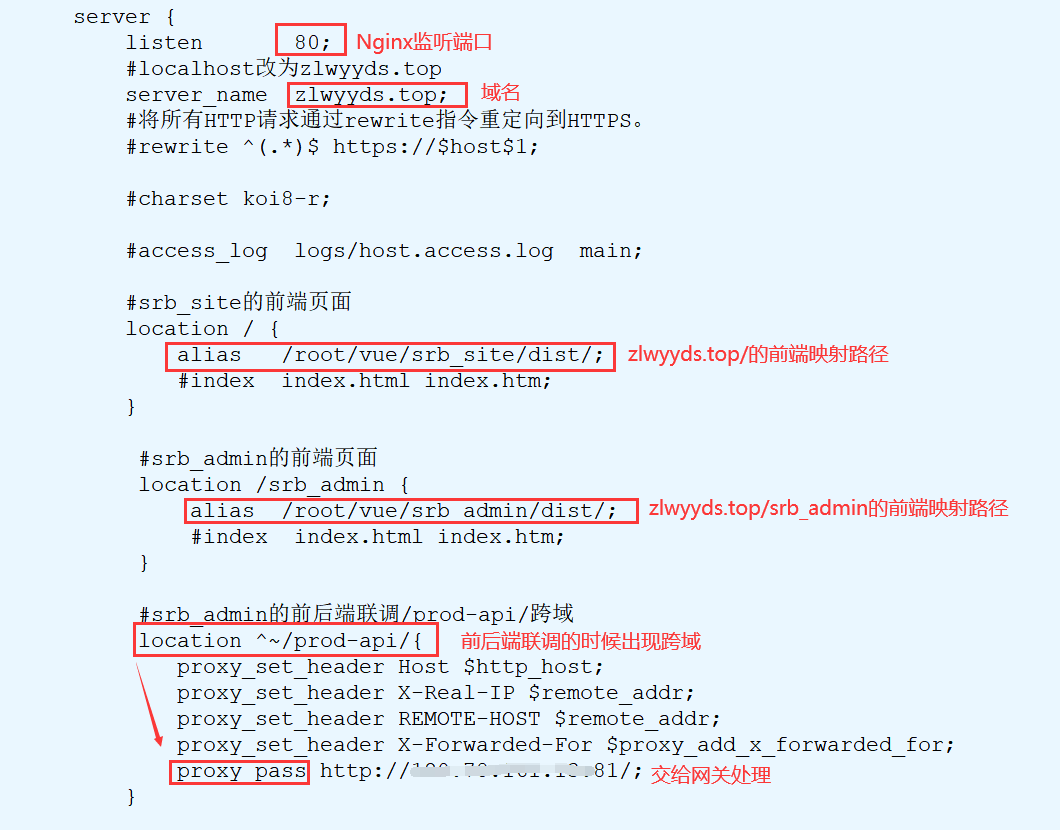 server {
listen 80; Nginx监听端口
#localhost改为zlwyyds.top
server_name zlwyyds.top; 域名
#将所有HTTP请求通过rewrite指令重定向到HTTPS。
#rewrite ^(.*)$ https://$host$1;
#charset koi8-r;
#access_log logs/host.access.log main;
#srb_site的前端页面
location / {
alias /root/vue/srb_site/dist/; zlwyyds.top/的前端映射路径
#index index.html index.htm;
}
#srb_admin的前端页面
location /srb_admin {
alias /root/vue/srb_admin/dist/; zlwyyds.top/srb_admin的前端映射路径
#index index.html index.htm;
}
#srb_admin的前后端联调/prod-api/跨域
location ^~/prod-api/{ 前后端联调的时候出现跨域
proxy_set_header Host $http_host;
proxy_set_header X-Real-IP $remote_addr;
proxy_set_header REMOTE-HOST $remote_addr;
proxy_set_header X-Forwarded-For $proxy_add_x_forwarded_for;
proxy_pass http:// 81/; 交给网关处理
}